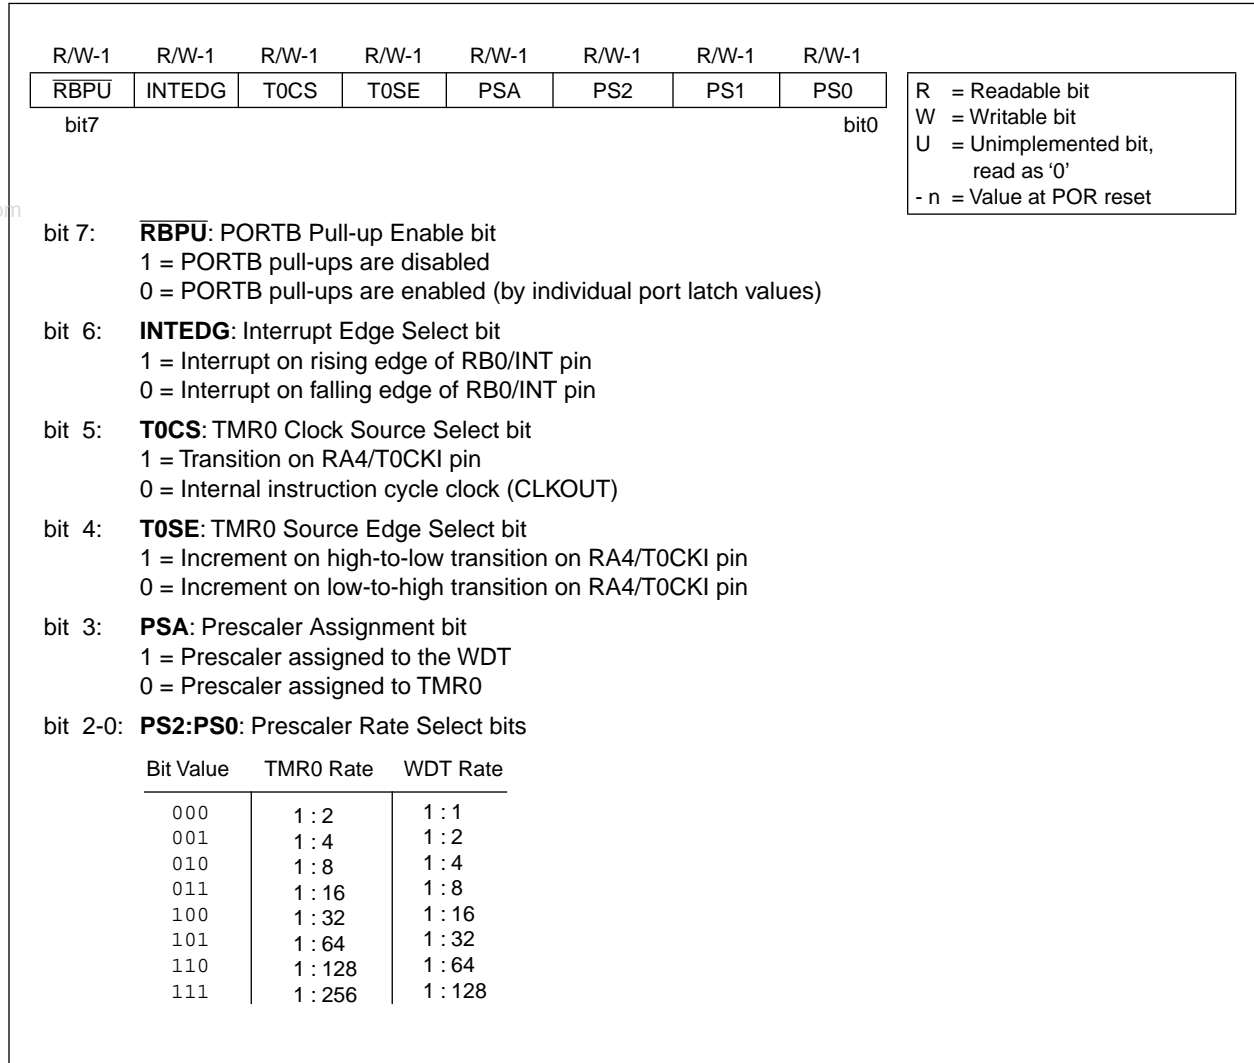 R/W-1 R/W-1 R/W-1 R/W-1 R/W-1 R/W-1 R/W-1 R/W-1
RBPU INTEDG T0CS T0SE PSA PS2 PS1 PS0
bit7 bit0
R = Readable bit
W = Writable bit
U = Unimplemented bit,
read as ‘0’
- n = Value at POR reset
om
bit 7: RBPU: PORTB Pull-up Enable bit
1 = PORTB pull-ups are disabled
0 = PORTB pull-ups are enabled (by individual port latch values)
bit 6: INTEDG: Interrupt Edge Select bit
1 = Interrupt on rising edge of RB0/INT pin
0 = Interrupt on falling edge of RB0/INT pin
bit 5: T0CS: TMR0 Clock Source Select bit
1 = Transition on RA4/T0CKI pin
0 = Internal instruction cycle clock (CLKOUT)
bit 4: T0SE: TMR0 Source Edge Select bit
1 = Increment on high-to-low transition on RA4/T0CKI pin
0 = Increment on low-to-high transition on RA4/T0CKI pin
bit 3: PSA: Prescaler Assignment bit
1 = Prescaler assigned to the WDT
0 = Prescaler assigned to TMR0
bit 2-0: PS2:PS0: Prescaler Rate Select bits
Bit Value TMR0 Rate WDT Rate
000 1 : 2 1 : 1
001 1 : 4 1 : 2
010 1 : 8 1 : 4
011 1 : 16 1 : 8
100 1 : 32 1 : 16
101 1 : 64 1 : 32
110 1 : 128 1 : 64
111 1 : 256 1 : 128